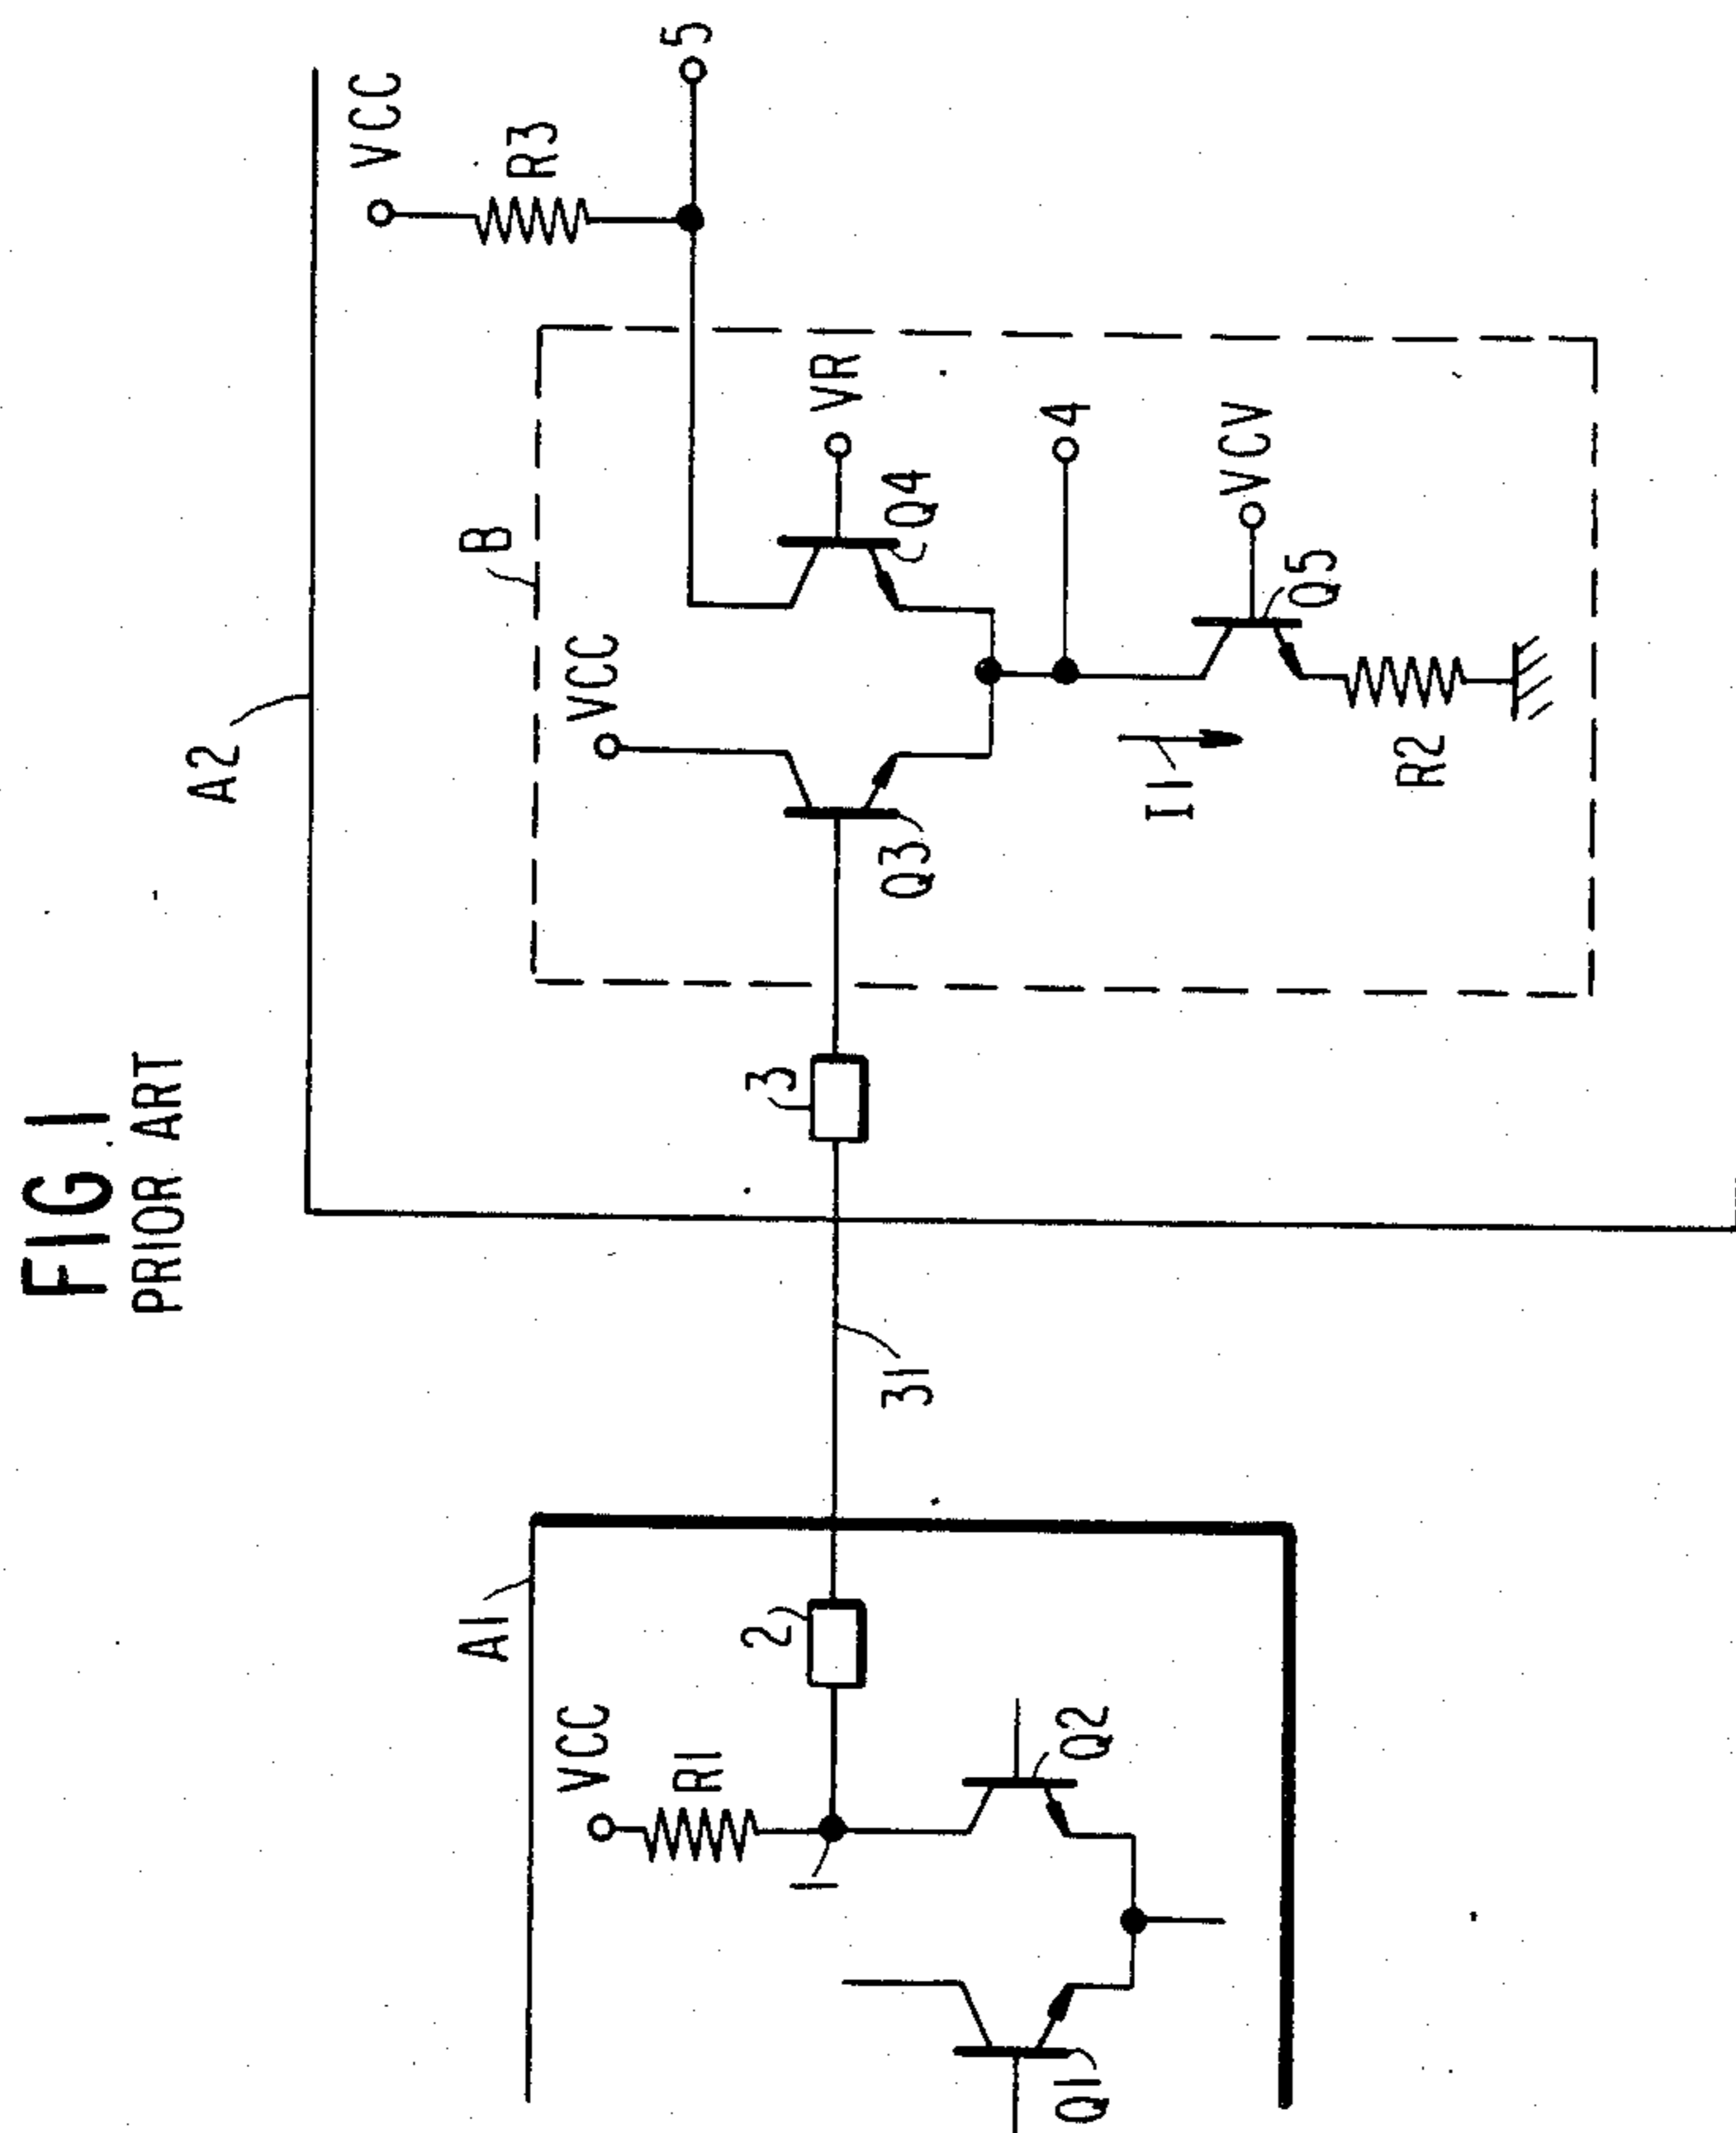 FIG. 1
PRIOR ART
A2
VCC
R3
5
B
VCC
Q3
Q4
VR
4
I1
VCV
Q5
R2
3
31
A1
VCC
R1
1
2
Q2
Q1